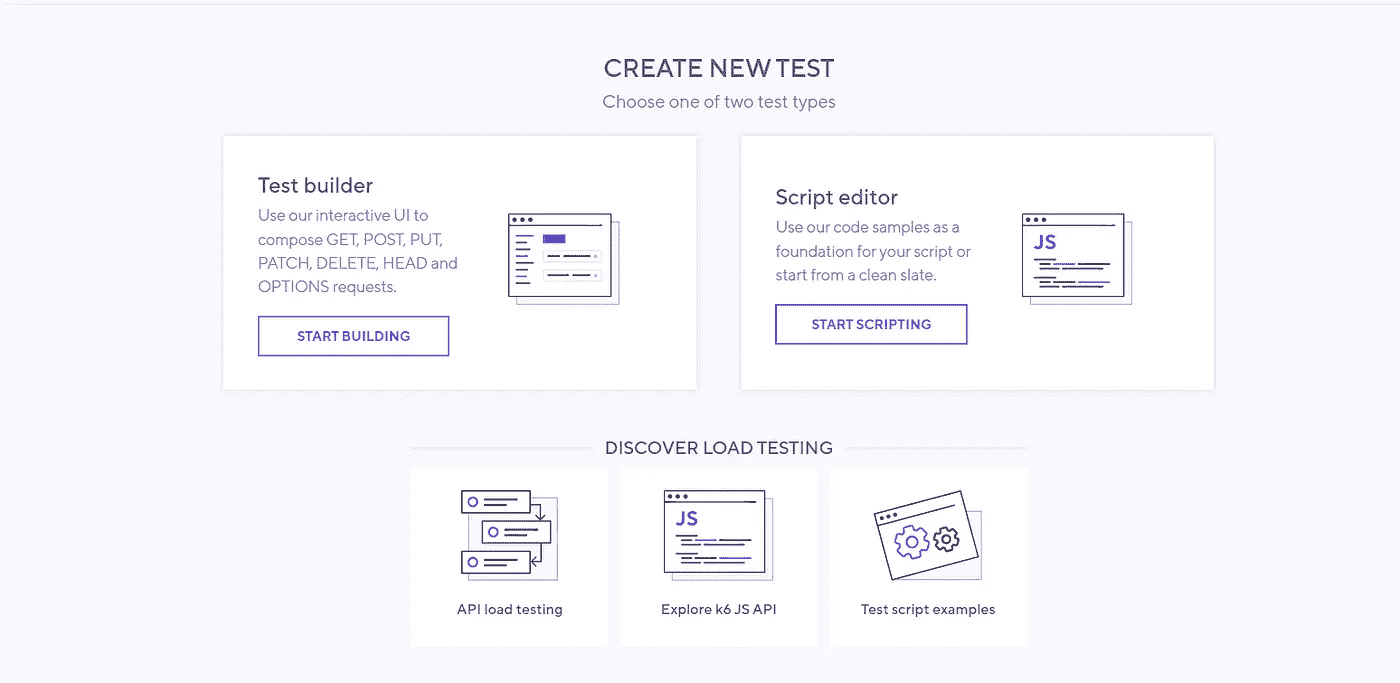 CREATE NEW TEST
Choose one of two test types
Test builder
Use our interactive UI to
compose GET, POST, PUT,
PATCH, DELETE, HEAD and
OPTIONS requests.
START BUILDING
Script editor
Use our code samples as a
foundation for your script or
start from a clean slate.
START SCRIPTING
JS
DISCOVER LOAD TESTING
API load testing
JS
Explore k6 JS API
Test script examples